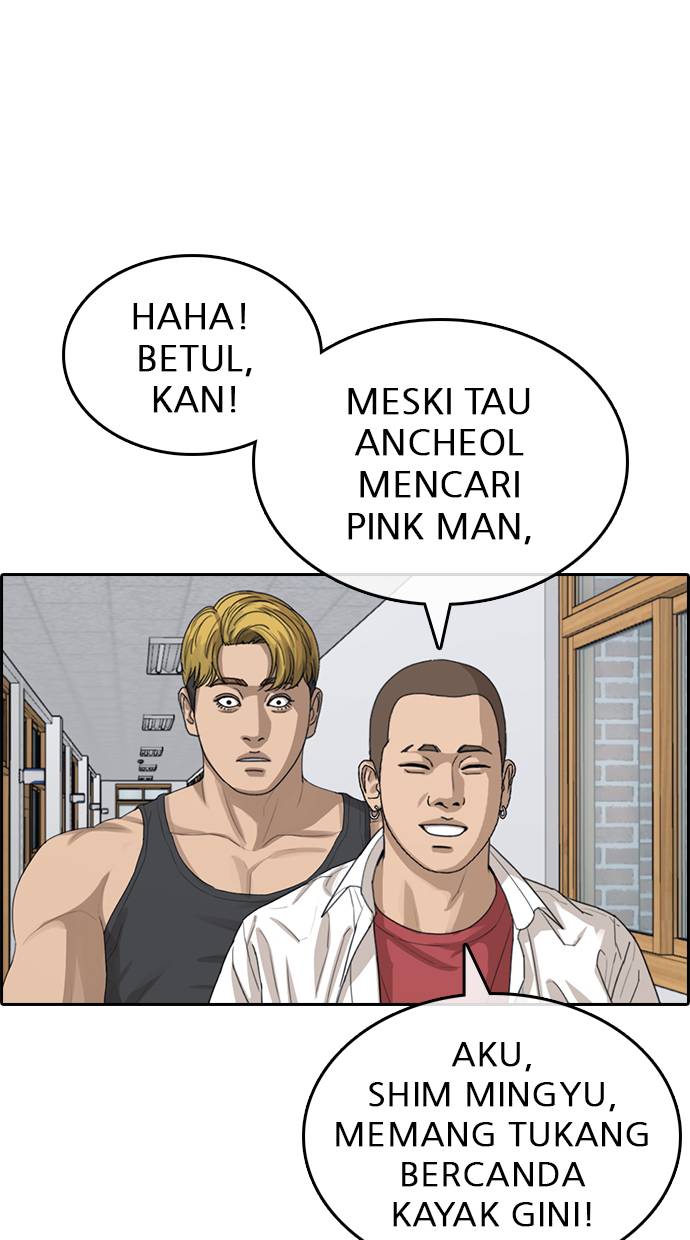 HAHA!
BETUL,
KAN!
MESKI TAU
ANCHEOL
MENCARI
PINK MAN,
AKU,
SHIM MINGYU,
MEMANG TUKANG
BERCANDA
KAYAK GINI!